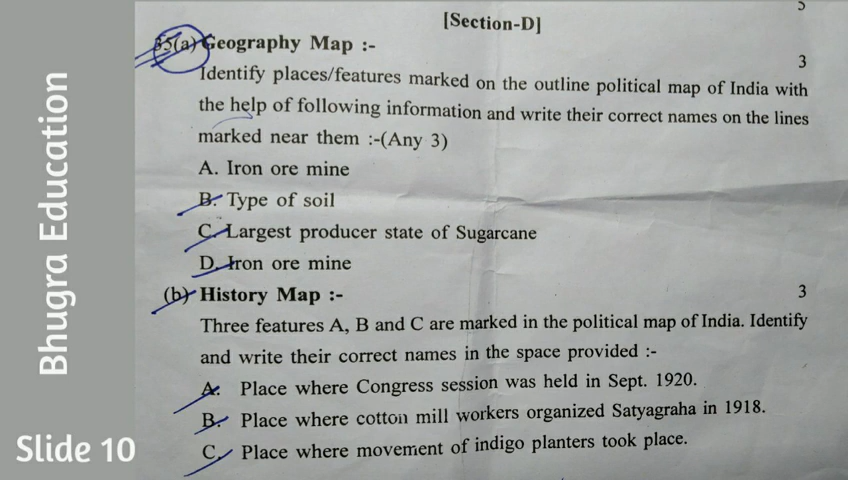 5
[Section-D]
35(a) Geography Map :-
3
Identify places/features marked on the outline political map of India with
the help of following information and write their correct names on the lines
marked near them :-(Any 3)
A. Iron ore mine
B. Type of soil
C. Largest producer state of Sugarcane
D. Iron ore mine
(b) History Map :-
3
Three features A, B and C are marked in the political map of India. Identify
and write their correct names in the space provided :-
A. Place where Congress session was held in Sept. 1920.
B. Place where cotton mill workers organized Satyagraha in 1918.
C. Place where movement of indigo planters took place.
Bhugra Education
Slide 10